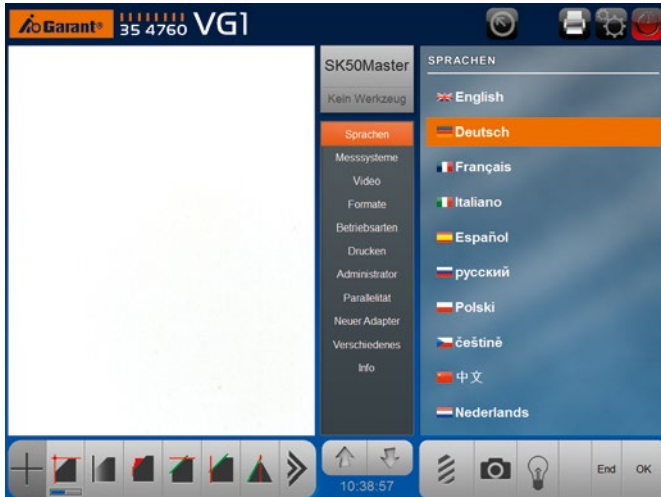 Garant®
35 4760 VG1
SK50Master
Kein Werkzeug
Sprachen
Messsysteme
Video
Formate
Betriebsarten
Drucken
Administrator
Parallelität
Neuer Adapter
Verschiedenes
Info
SPRACHEN
English
Deutsch
Français
Italiano
Español
русский
Polski
češtině
中文
Nederlands
10:38:57
End
OK